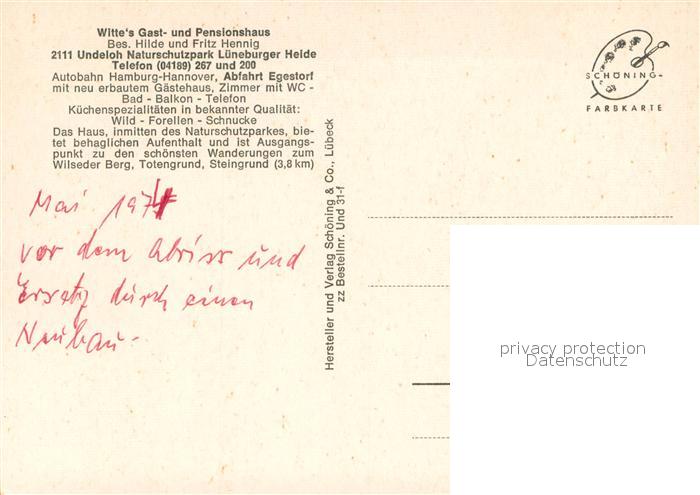 Witte's Gast- und Pensionshaus
Bes. Hilde und Fritz Hennig
2111 Undeloh Naturschutzpark Lüneburger Heide
Telefon (04189) 267 und 200
Autobahn Hamburg-Hannover, Abfahrt Egestorf
mit neu erbautem Gästehaus, Zimmer mit WC -
Bad - Balkon - Telefon
Küchenspezialitäten in bekannter Qualität:
Wild - Forellen - Schnucke
Das Haus, inmitten des Naturschutzparkes, bie-
tet behaglichen Aufenthalt und ist Ausgangs-
punkt zu den schönsten Wanderungen zum
Wilseder Berg, Totengrund, Steingrund (3,8 km)
Mai
vor dem Abriss und
Ersatz durch einen
Neubau-
Hersteller und Verlag Schöning & Co., Lübeck
zz Bestellnr. Und 31-f
SCHÖNING-
FARBKARTE
privacy protection
Datenschutz